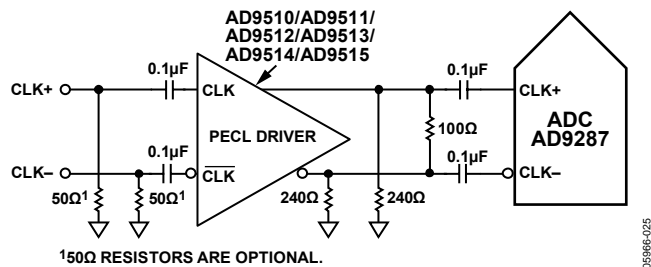 AD9510/AD9511/
AD9512/AD9513/
AD9514/AD9515
0.1µF
0.1µF
CLK+
CLK
CLK+
PECL DRIVER
100Ω
ADC
AD9287
0.1µF
0.1µF
CLK–
CLK
CLK–
50Ω1
50Ω1
240Ω
240Ω
150Ω RESISTORS ARE OPTIONAL.
05966-025